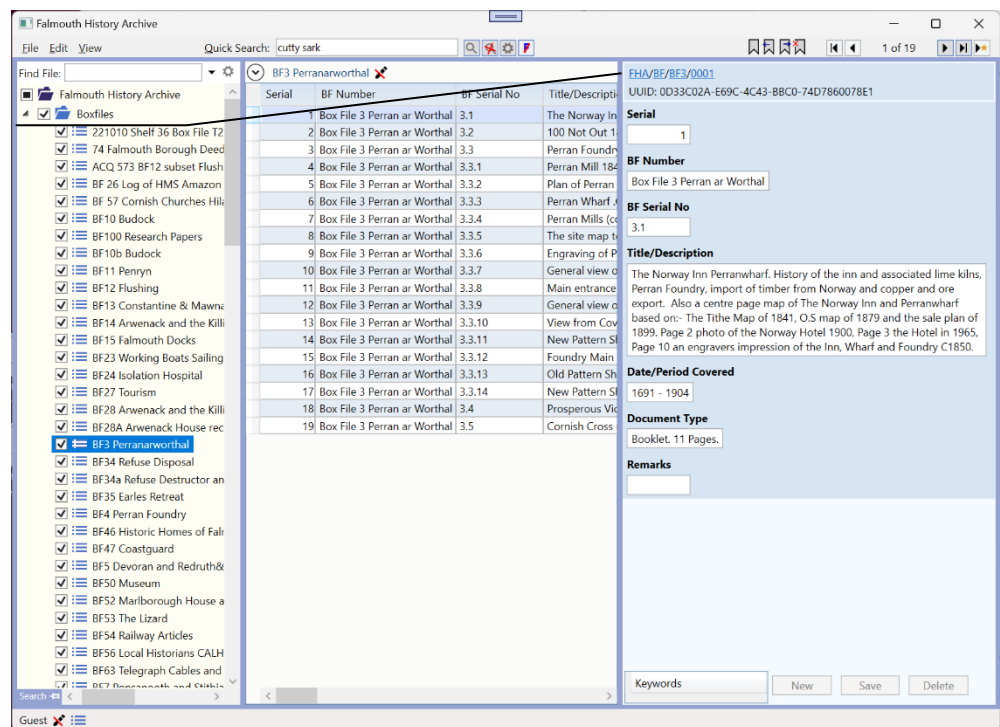 Falmouth History Archive
File Edit View
Quick Search: cutty sark
1 of 19
Find File:
Falmouth History Archive
Boxfiles
221010 Shelf 36 Box File T2
74 Falmouth Borough Deed
ACQ 573 BF12 subset Flush
BF 26 Log of HMS Amazon
BF 57 Cornish Churches Hila
BF10 Budock
BF100 Research Papers
BF10b Budock
BF11 Penryn
BF12 Flushing
BF13 Constantine & Mawna
BF14 Arwenack and the Killi
BF15 Falmouth Docks
BF23 Working Boats Sailing
BF24 Isolation Hospital
BF27 Tourism
BF28 Arwenack and the Killi
BF28A Arwenack House rec
BF3 Perranarworthal
BF34 Refuse Disposal
BF34a Refuse Destructor an
BF35 Earles Retreat
BF4 Perran Foundry
BF46 Historic Homes of Falm
BF47 Coastguard
BF5 Devoran and Redruth&
BF50 Museum
BF52 Marlborough House a
BF53 The Lizard
BF54 Railway Articles
BF56 Local Historians CALH
BF63 Telegraph Cables and
Search
Guest
BF3 Perranarworthal
Serial BF Number BF Serial No Title/Descripti
1 Box File 3 Perran ar Worthal 3.1 The Norway In
2 Box File 3 Perran ar Worthal 3.2 100 Not Out 1
3 Box File 3 Perran ar Worthal 3.3 Perran Foundr
4 Box File 3 Perran ar Worthal 3.3.1 Perran Mill 184
5 Box File 3 Perran ar Worthal 3.3.2 Plan of Perran
6 Box File 3 Perran ar Worthal 3.3.3 Perran Wharf .
7 Box File 3 Perran ar Worthal 3.3.4 Perran Mills (co
8 Box File 3 Perran ar Worthal 3.3.5 The site map t
9 Box File 3 Perran ar Worthal 3.3.6 Engraving of P
10 Box File 3 Perran ar Worthal 3.3.7 General view o
11 Box File 3 Perran ar Worthal 3.3.8 Main entrance
12 Box File 3 Perran ar Worthal 3.3.9 General view o
13 Box File 3 Perran ar Worthal 3.3.10 View from Cov
14 Box File 3 Perran ar Worthal 3.3.11 New Pattern Sh
15 Box File 3 Perran ar Worthal 3.3.12 Foundry Main
16 Box File 3 Perran ar Worthal 3.3.13 Old Pattern Sh
17 Box File 3 Perran ar Worthal 3.3.14 New Pattern Sh
18 Box File 3 Perran ar Worthal 3.4 Prosperous Vic
19 Box File 3 Perran ar Worthal 3.5 Cornish Cross
FHA/BF/BF3/0001
UUID: 0D33C02A-E69C-4C43-BBC0-74D7860078E1
Serial
1
BF Number
Box File 3 Perran ar Worthal
BF Serial No
3.1
Title/Description
The Norway Inn Perranwharf. History of the inn and associated lime kilns,
Perran Foundry, import of timber from Norway and copper and ore
export. Also a centre page map of The Norway Inn and Perranwharf
based on:- The Tithe Map of 1841, O.S map of 1879 and the sale plan of
1899. Page 2 photo of the Norway Hotel 1900, Page 3 the Hotel in 1965,
Page 10 an engravers impression of the Inn, Wharf and Foundry C1850.
Date/Period Covered
1691 - 1904
Document Type
Booklet. 11 Pages.
Remarks
Keywords
New Save Delete